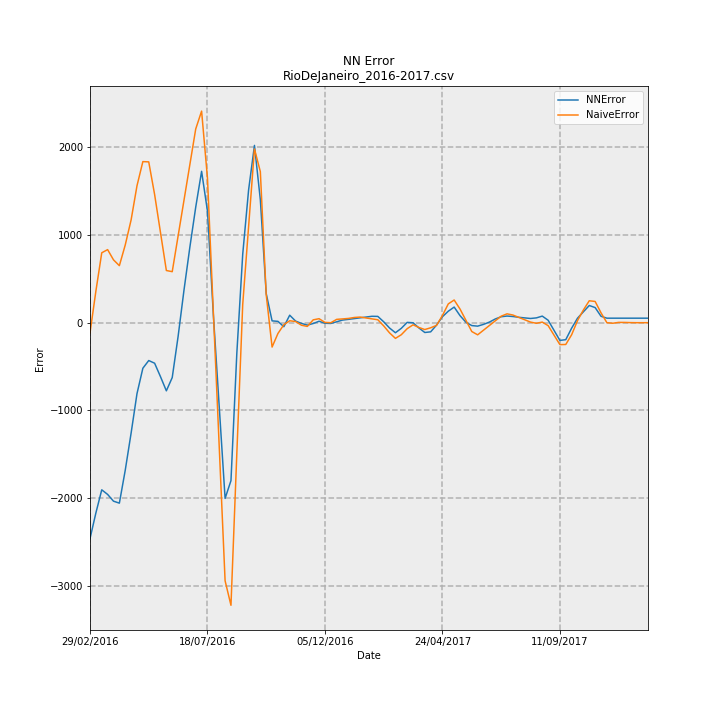 NN Error
RioDeJaneiro_2016-2017.csv
NNError
NaiveError
2000
1000
0
−1000
−2000
−3000
Error
29/02/2016
18/07/2016
05/12/2016
24/04/2017
11/09/2017
Date